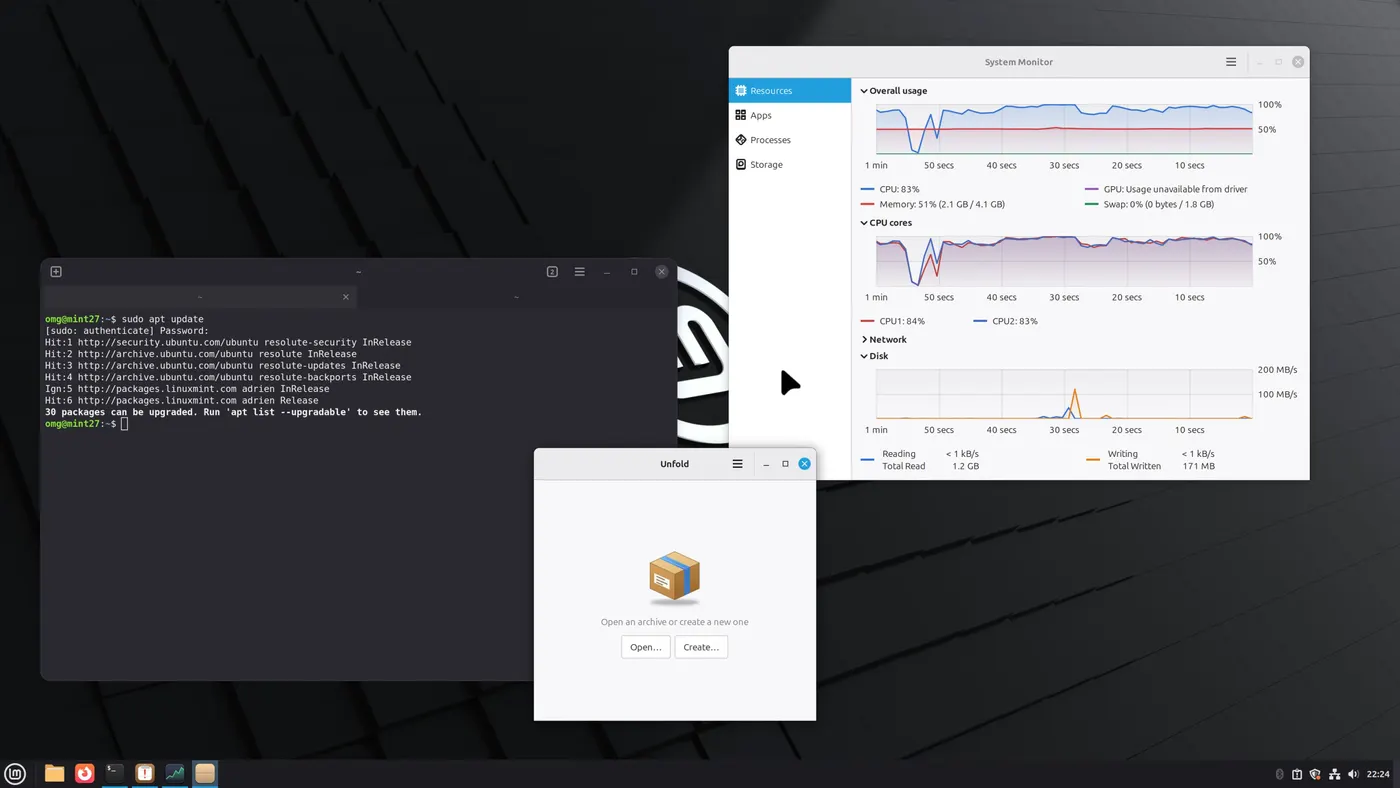 System Monitor
Resources
Apps
Processes
Storage
Overall usage
100%
50%
1 min 50 secs 40 secs 30 secs 20 secs 10 secs
CPU: 83% GPU: Usage unavailable from driver
Memory: 51% (2.1 GB / 4.1 GB) Swap: 0% (0 bytes / 1.8 GB)
CPU cores
100%
50%
1 min 50 secs 40 secs 30 secs 20 secs 10 secs
CPU1: 84% CPU2: 83%
Network
Disk
200 MB/s
100 MB/s
1 min 50 secs 40 secs 30 secs 20 secs 10 secs
Reading < 1 kB/s Writing < 1 kB/s
Total Read 1.2 GB Total Written 171 MB
~
2
~ ~
omg@mint27:~$ sudo apt update
[sudo: authenticate] Password:
Hit:1 http://security.ubuntu.com/ubuntu resolute-security InRelease
Hit:2 http://archive.ubuntu.com/ubuntu resolute InRelease
Hit:3 http://archive.ubuntu.com/ubuntu resolute-updates InRelease
Hit:4 http://archive.ubuntu.com/ubuntu resolute-backports InRelease
Ign:5 http://packages.linuxmint.com adrien InRelease
Hit:6 http://packages.linuxmint.com adrien Release
30 packages can be upgraded. Run 'apt list --upgradable' to see them.
omg@mint27:~$
Unfold
Open an archive or create a new one
Open… Create…
22:24